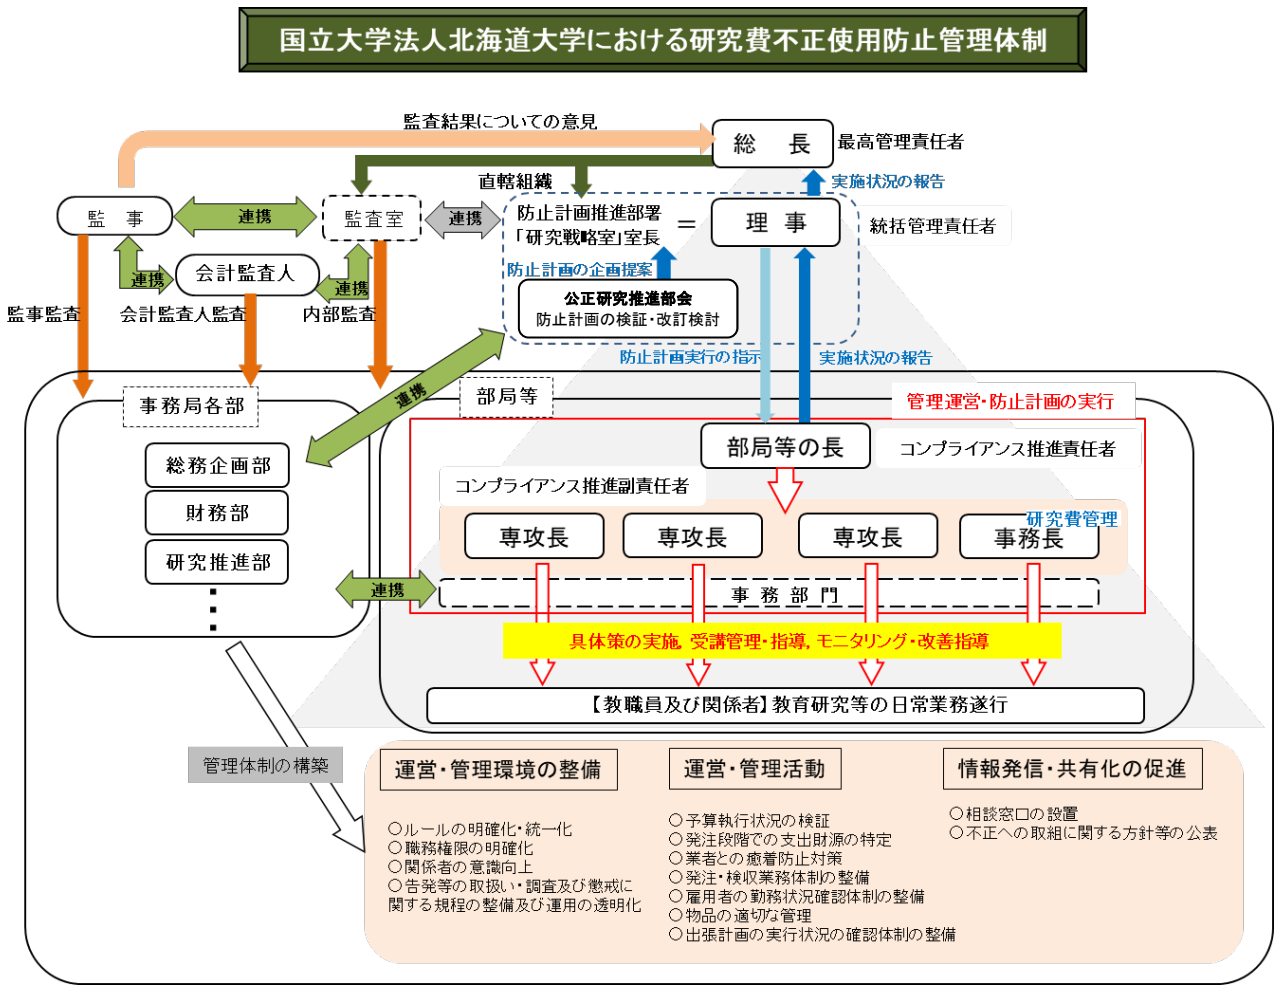 国立大学法人北海道大学における研究費不正使用防止管理体制
監査結果についての意見
総　長
最高管理責任者
直轄組織
実施状況の報告
監　事
連携
監査室
連携
防止計画推進部署
「研究戦略室」室長
＝
理　事
統括管理責任者
連携
会計監査人
連携
防止計画の企画提案
公正研究推進部会
防止計画の検証・改訂検討
監事監査
会計監査人監査
内部監査
防止計画実行の指示
実施状況の報告
連携
事務局各部
部局等
管理運営・防止計画の実行
総務企画部
財務部
研究推進部
部局等の長
コンプライアンス推進責任者
コンプライアンス推進副責任者
研究費管理
専攻長
専攻長
専攻長
事務長
連携
事 務 部 門
具体策の実施, 受講管理・指導, モニタリング・改善指導
【教職員及び関係者】教育研究等の日常業務遂行
管理体制の構築
運営・管理環境の整備
○ルールの明確化・統一化
○職務権限の明確化
○関係者の意識向上
○告発等の取扱い・調査及び懲戒に
関する規程の整備及び運用の透明化
運営・管理活動
○予算執行状況の検証
○発注段階での支出財源の特定
○業者との癒着防止対策
○発注・検収業務体制の整備
○雇用者の勤務状況確認体制の整備
○物品の適切な管理
○出張計画の実行状況の確認体制の整備
情報発信・共有化の促進
○相談窓口の設置
○不正への取組に関する方針等の公表